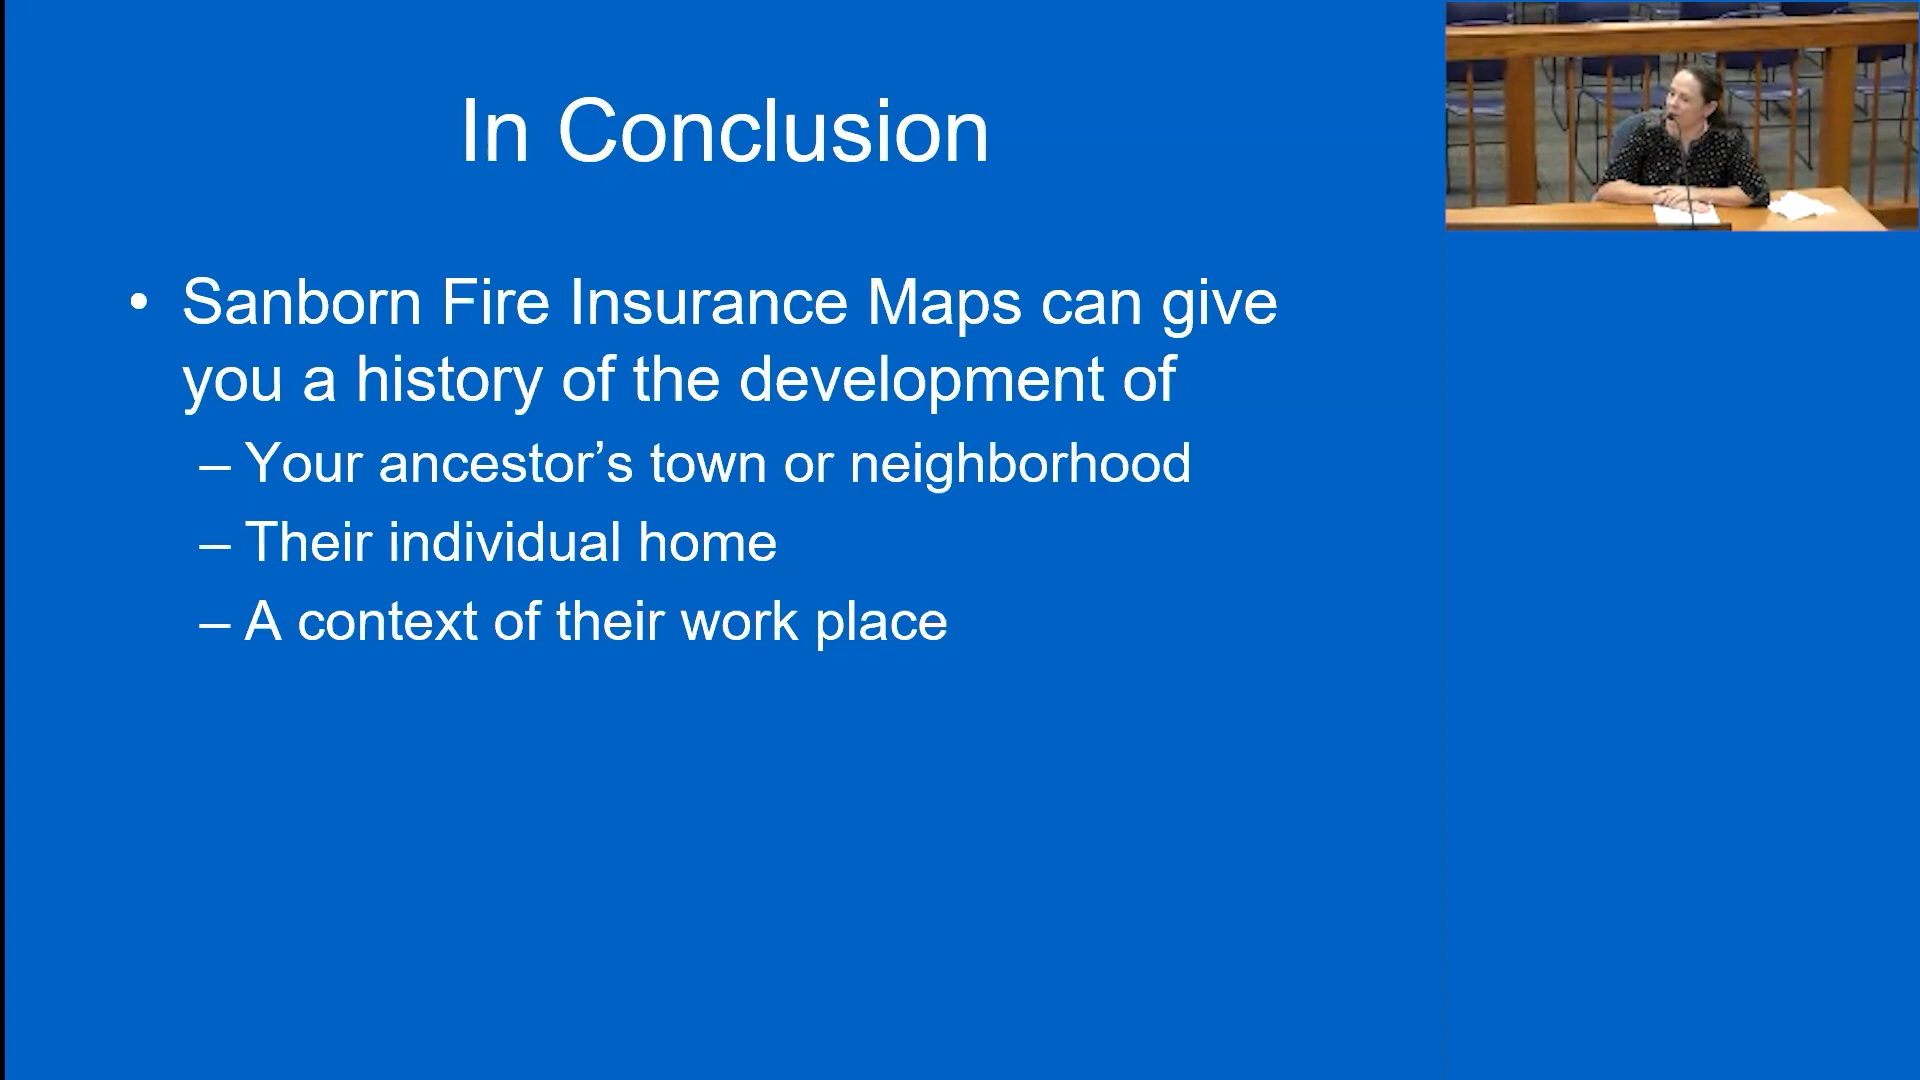 In Conclusion
• Sanborn Fire Insurance Maps can give
you a history of the development of
– Your ancestor’s town or neighborhood
– Their individual home
– A context of their work place